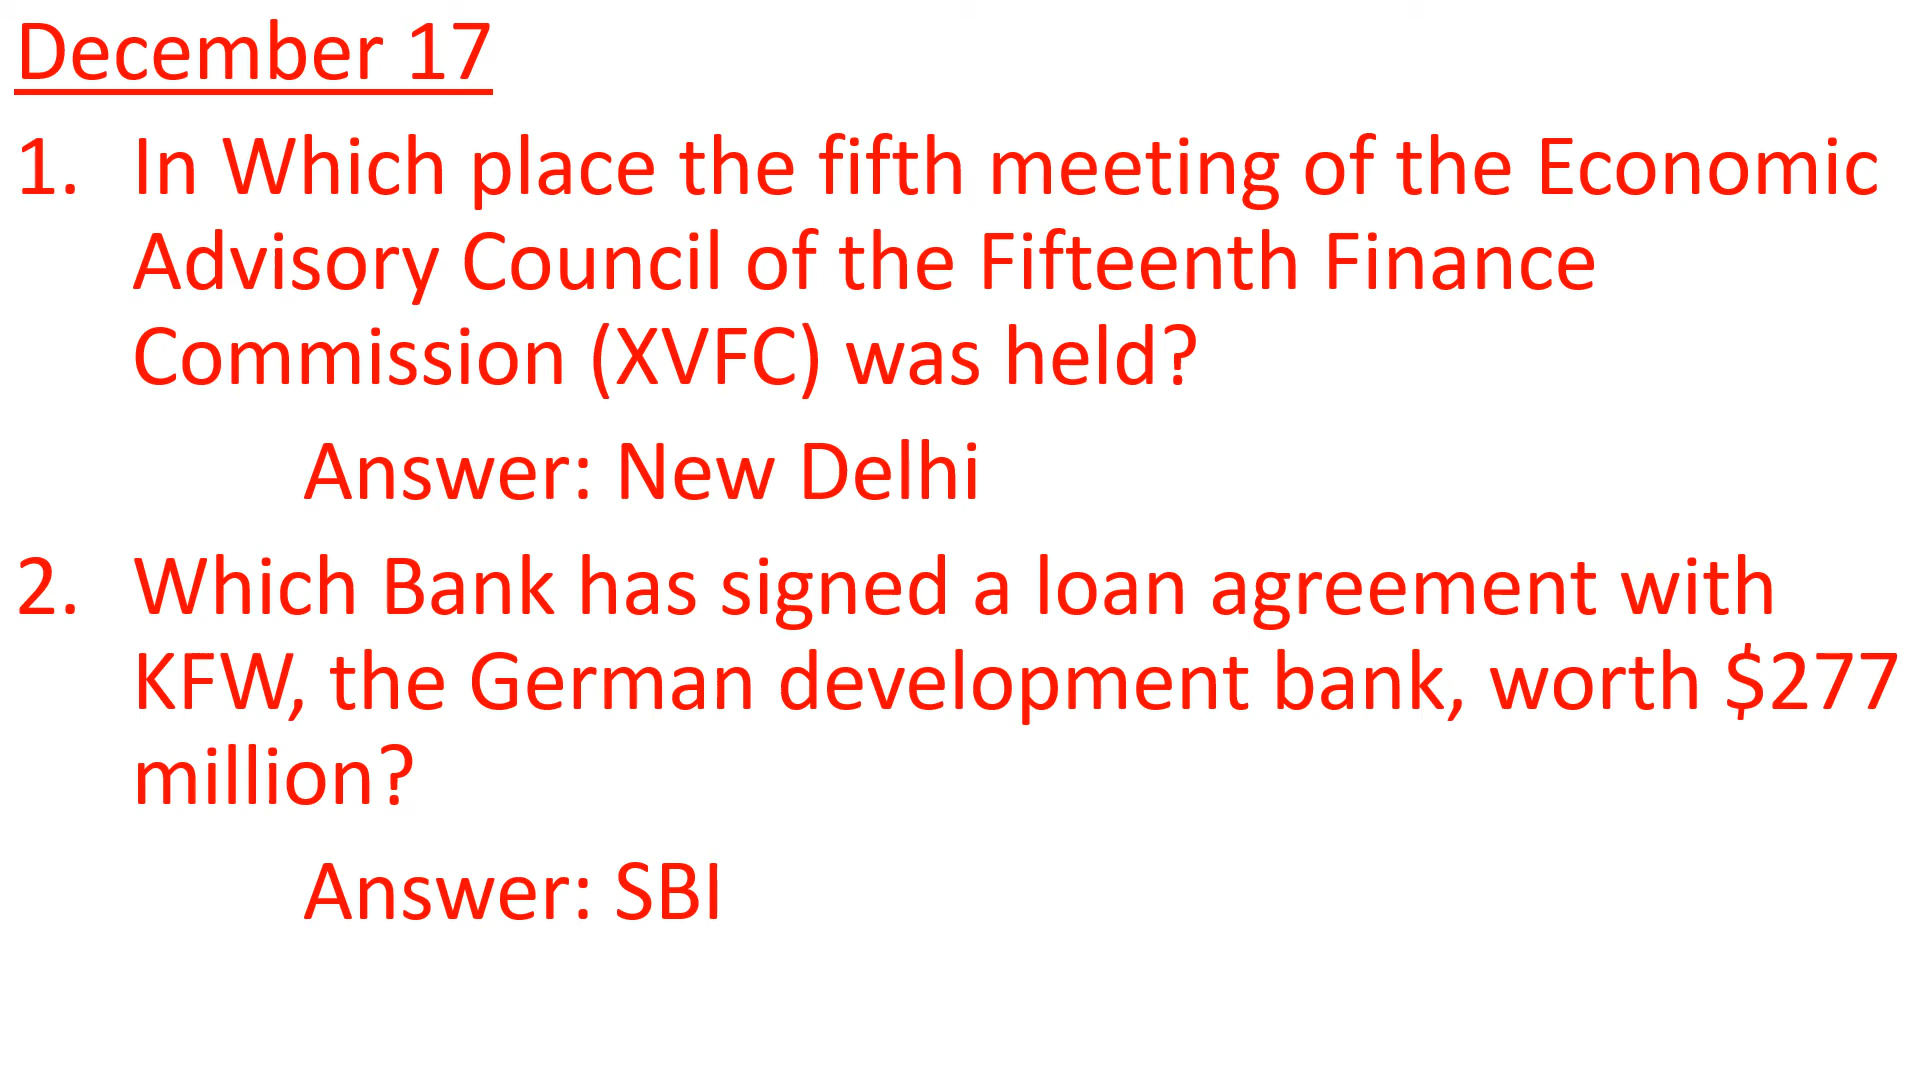 December 17
1. In Which place the fifth meeting of the Economic
Advisory Council of the Fifteenth Finance
Commission (XVFC) was held?
Answer: New Delhi
2. Which Bank has signed a loan agreement with
KFW, the German development bank, worth $277
million?
Answer: SBI